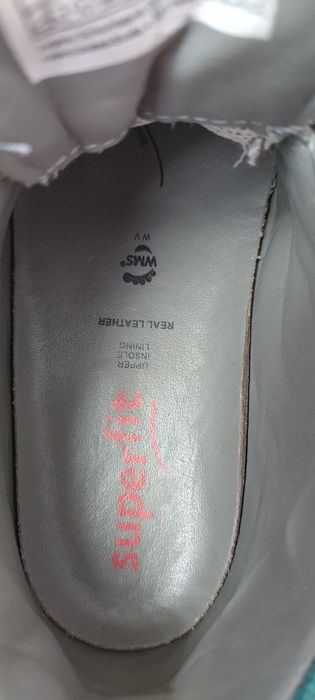 superfit
UPPER
INSOLE
LINING
REAL LEATHER
WMS®
W V